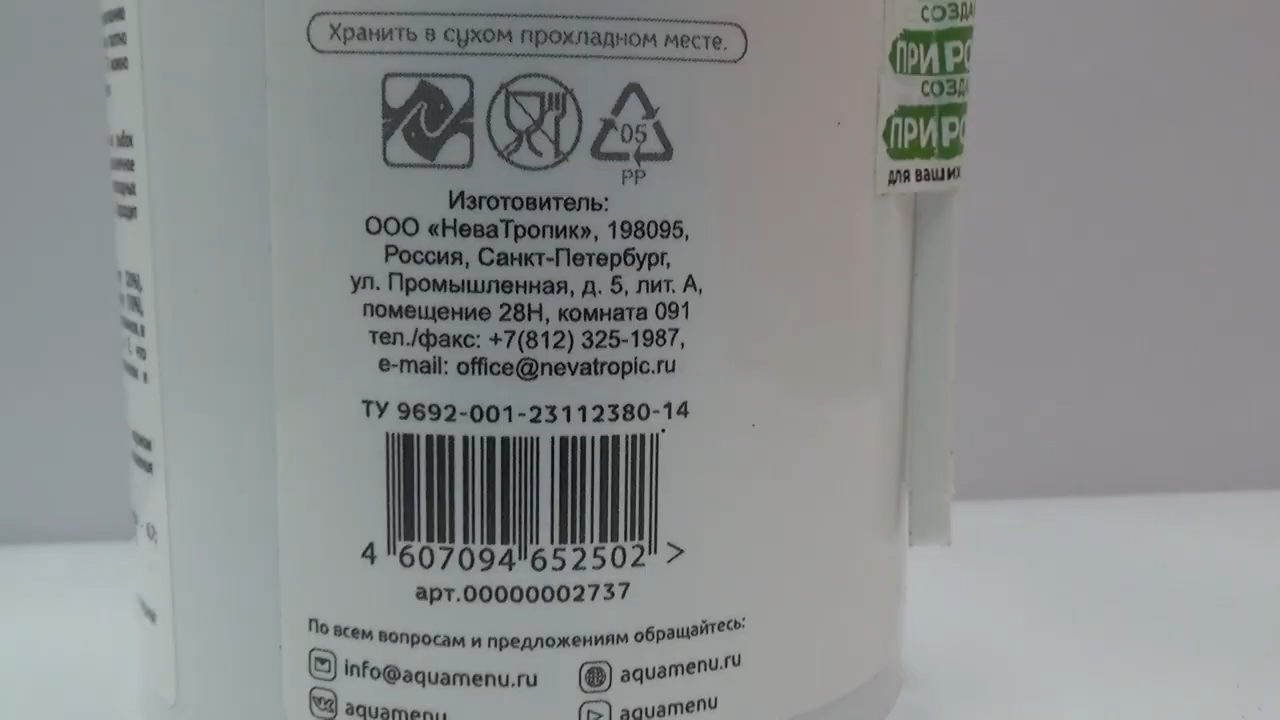 Хранить в сухом прохладном месте.
05
PP
Изготовитель:
ООО «НеваТропик», 198095,
Россия, Санкт-Петербург,
ул. Промышленная, д. 5, лит. А,
помещение 28Н, комната 091
тел./факс: +7(812) 325-1987,
e-mail: office@nevatropic.ru
ТУ 9692-001-23112380-14
4 607094 652502 >
арт.00000002737
По всем вопросам и предложениям обращайтесь:
info@aquamenu.ru
aquamenu.ru
aquamenu
aquamenu
СОЗДА
ПРИРО
СОЗДА
ПРИРО
для ваших